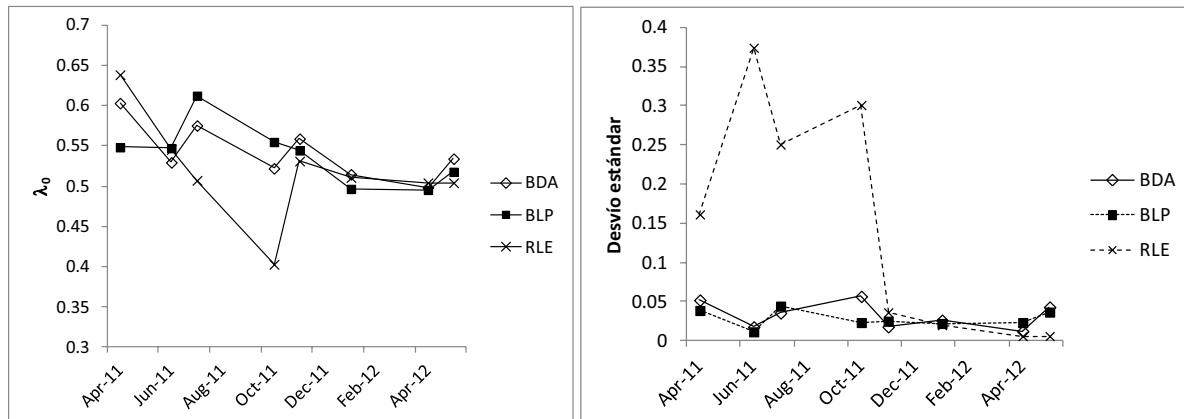 0.7
0.65
0.6
0.55
0.5
0.45
0.4
0.35
0.3
λ₀
Apr-11
Jun-11
Aug-11
Oct-11
Dec-11
Feb-12
Apr-12
BDA
BLP
RLE
0.4
0.35
0.3
0.25
0.2
0.15
0.1
0.05
0
Desvío estándar
Apr-11
Jun-11
Aug-11
Oct-11
Dec-11
Feb-12
Apr-12
BDA
BLP
RLE